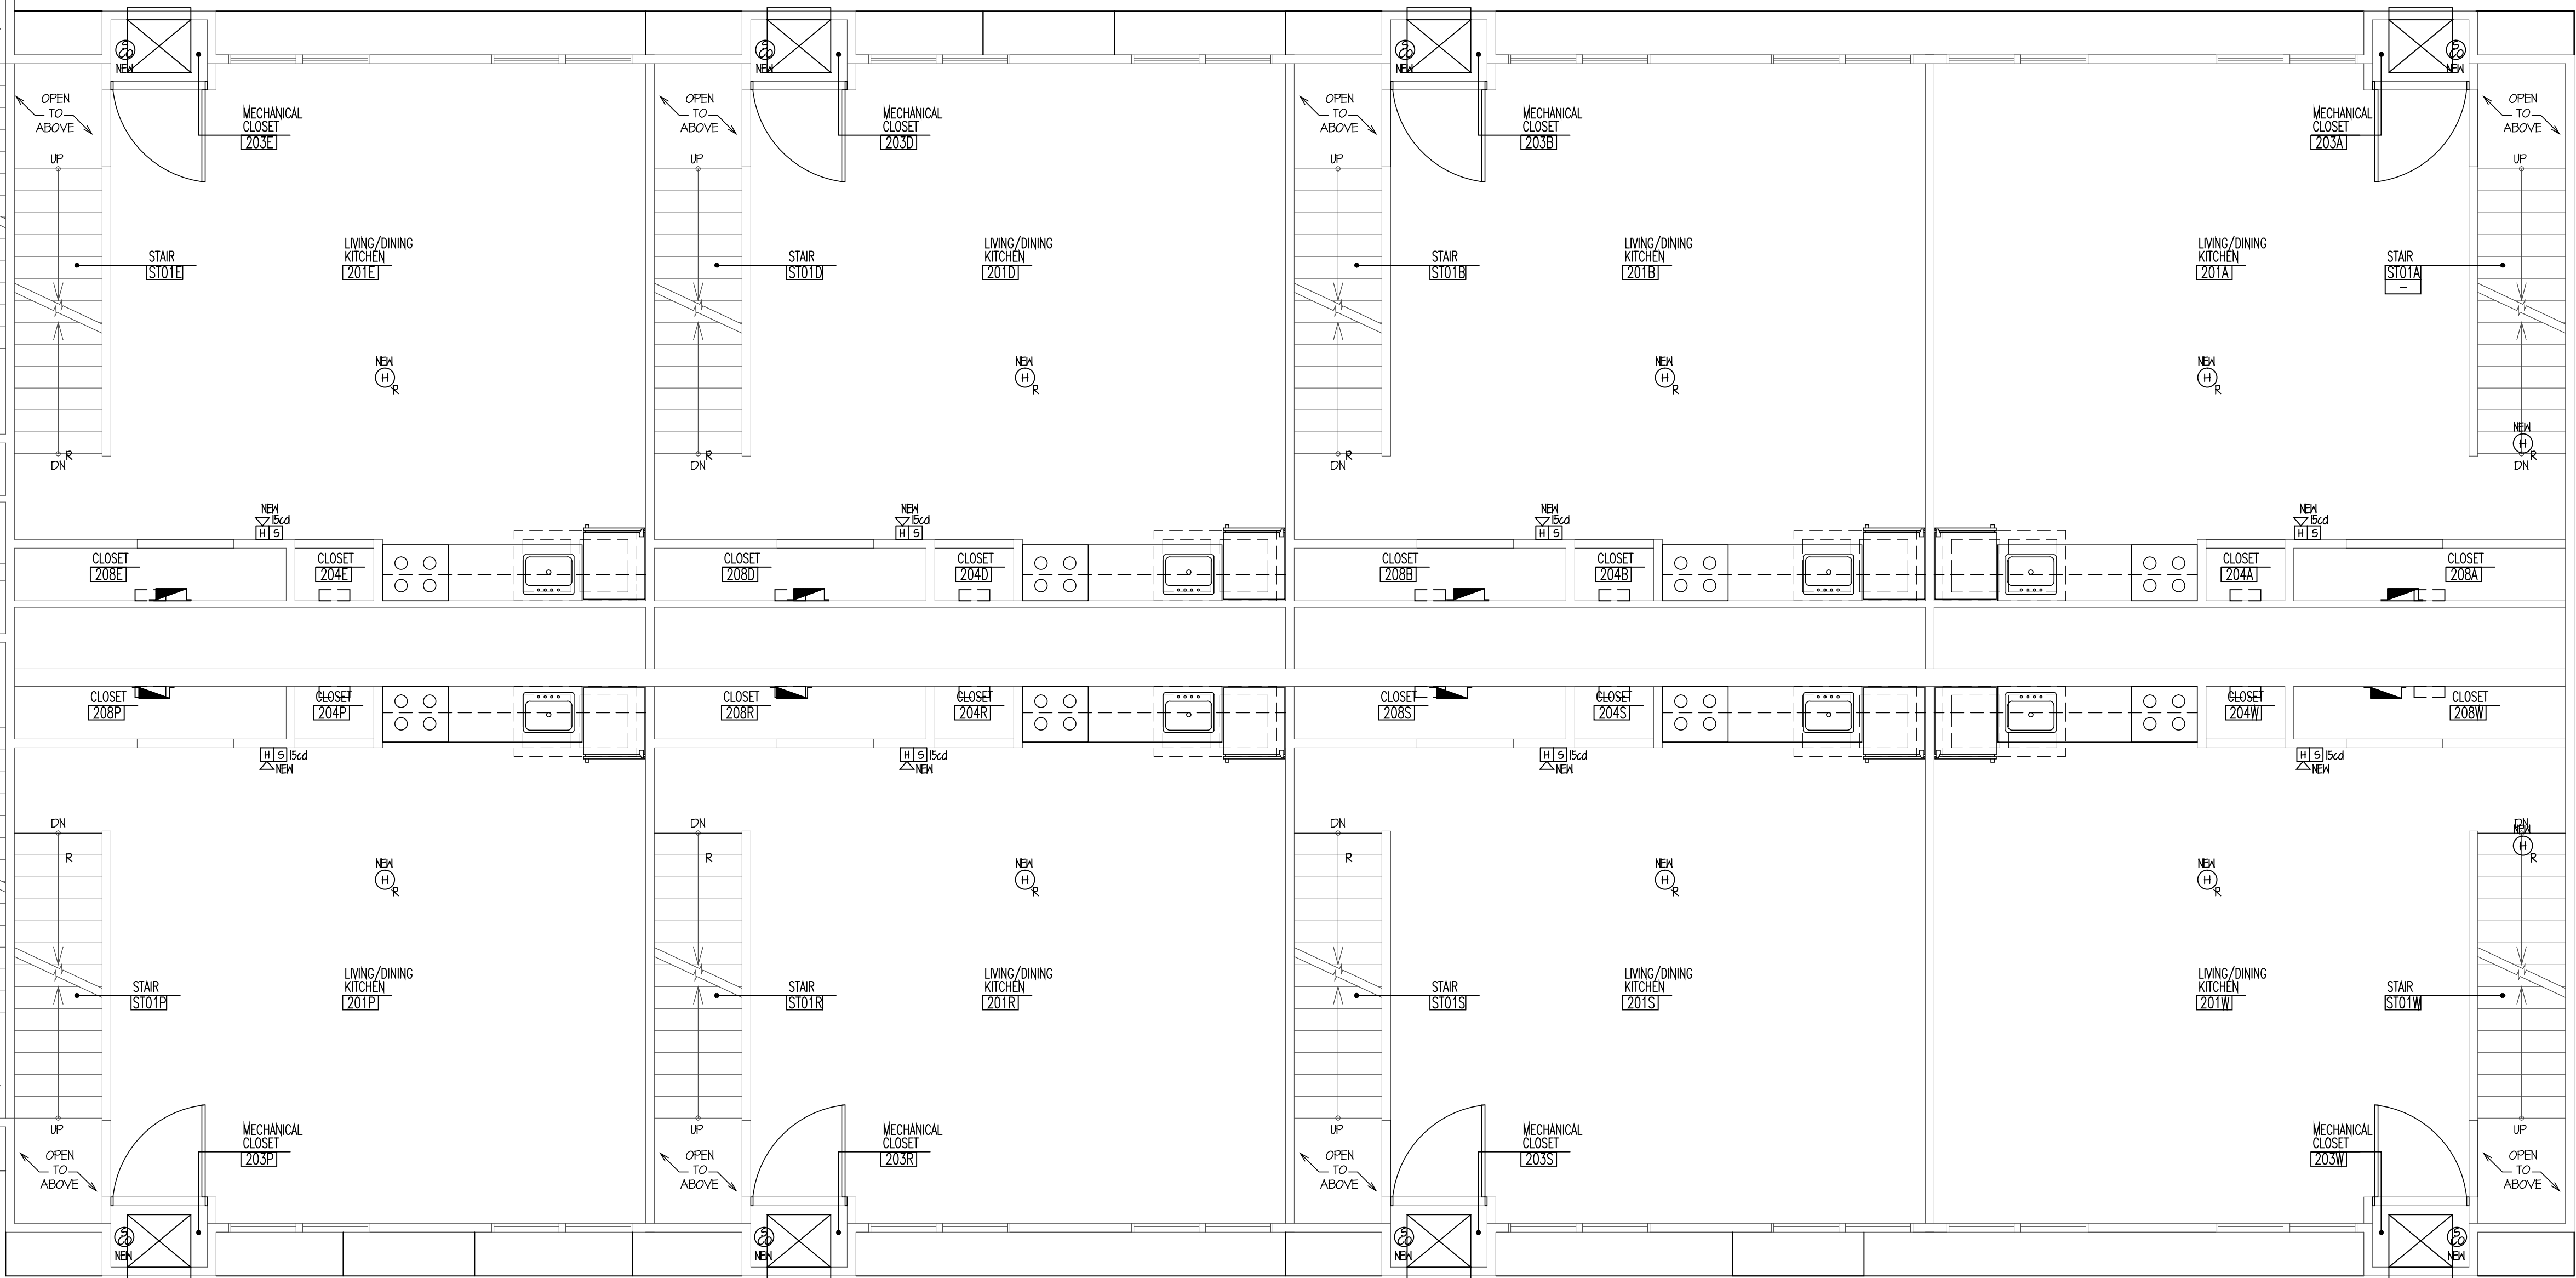 NEW
NEW
NEW
NEW
OPEN
TO
ABOVE
MECHANICAL
CLOSET
203E
OPEN
TO
ABOVE
MECHANICAL
CLOSET
203D
OPEN
TO
ABOVE
MECHANICAL
CLOSET
203B
MECHANICAL
CLOSET
203A
OPEN
TO
ABOVE
UP
UP
UP
UP
STAIR
ST01E
LIVING/DINING
KITCHEN
201E
STAIR
ST01D
LIVING/DINING
KITCHEN
201D
STAIR
ST01B
LIVING/DINING
KITCHEN
201B
LIVING/DINING
KITCHEN
201A
STAIR
ST01A
-
NEW
H
R
NEW
H
R
NEW
H
R
NEW
H
R
NEW
H
R
DN
R
DN
R
DN
R
DN
NEW
15cd
H S
NEW
15cd
H S
NEW
15cd
H S
NEW
15cd
H S
CLOSET
208E
CLOSET
204E
CLOSET
208D
CLOSET
204D
CLOSET
208B
CLOSET
204B
CLOSET
204A
CLOSET
208A
CLOSET
208P
CLOSET
204P
CLOSET
208R
CLOSET
204R
CLOSET
208S
CLOSET
204S
CLOSET
204W
CLOSET
208W
H S 15cd
NEW
H S 15cd
NEW
H S 15cd
NEW
H S 15cd
NEW
DN
R
DN
R
DN
R
DN
NEW
H
R
NEW
H
R
NEW
H
R
NEW
H
R
NEW
H
R
STAIR
ST01P
LIVING/DINING
KITCHEN
201P
STAIR
ST01R
LIVING/DINING
KITCHEN
201R
STAIR
ST01S
LIVING/DINING
KITCHEN
201S
LIVING/DINING
KITCHEN
201W
STAIR
ST01W
UP
UP
UP
UP
OPEN
TO
ABOVE
MECHANICAL
CLOSET
203P
OPEN
TO
ABOVE
MECHANICAL
CLOSET
203R
OPEN
TO
ABOVE
MECHANICAL
CLOSET
203S
MECHANICAL
CLOSET
203W
OPEN
TO
ABOVE
NEW
NEW
NEW
NEW